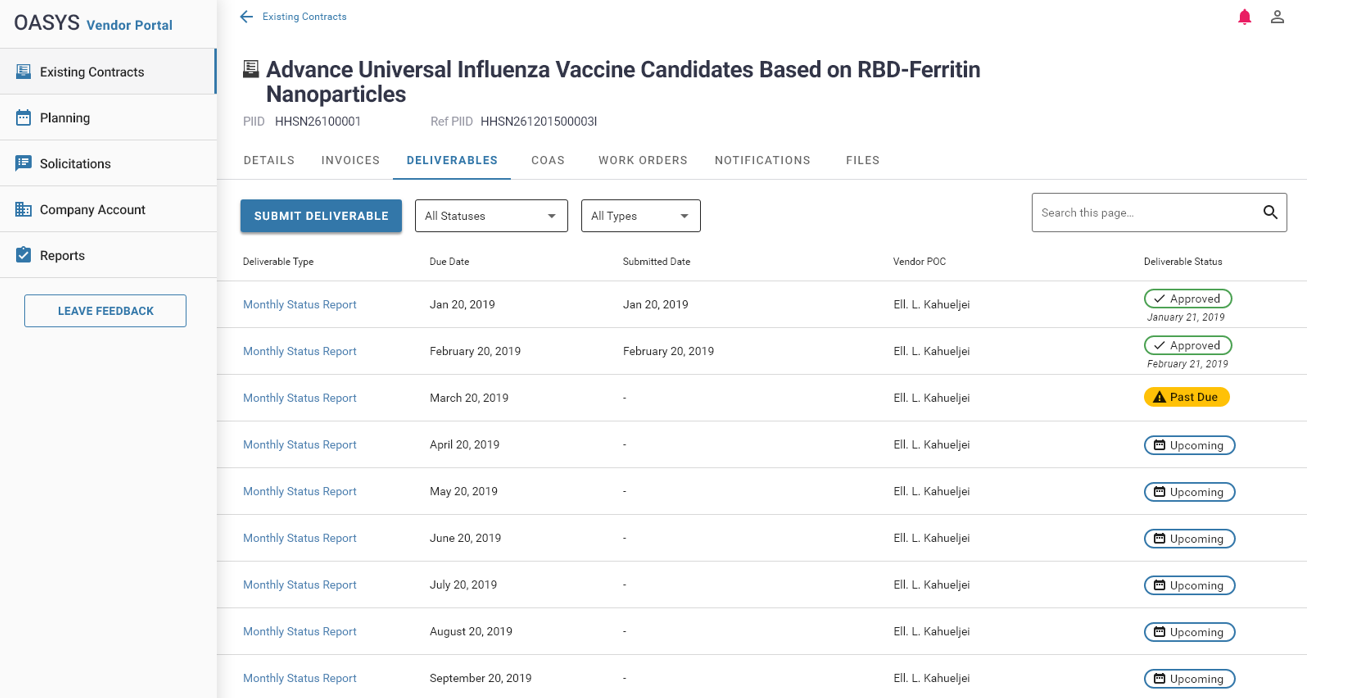 OASYS Vendor Portal
Existing Contracts
Planning
Solicitations
Company Account
Reports
LEAVE FEEDBACK
Existing Contracts
Advance Universal Influenza Vaccine Candidates Based on RBD-Ferritin
Nanoparticles
PIID HHSN26100001 Ref PIID HHSN261201500003I
DETAILS INVOICES DELIVERABLES COAS WORK ORDERS NOTIFICATIONS FILES
SUBMIT DELIVERABLE All Statuses All Types Search this page...
Deliverable Type Due Date Submitted Date Vendor POC Deliverable Status
Monthly Status Report Jan 20, 2019 Jan 20, 2019 Ell. L. Kahueljei Approved
January 21, 2019
Monthly Status Report February 20, 2019 February 20, 2019 Ell. L. Kahueljei Approved
February 21, 2019
Monthly Status Report March 20, 2019 - Ell. L. Kahueljei Past Due
Monthly Status Report April 20, 2019 - Ell. L. Kahueljei Upcoming
Monthly Status Report May 20, 2019 - Ell. L. Kahueljei Upcoming
Monthly Status Report June 20, 2019 - Ell. L. Kahueljei Upcoming
Monthly Status Report July 20, 2019 - Ell. L. Kahueljei Upcoming
Monthly Status Report August 20, 2019 - Ell. L. Kahueljei Upcoming
Monthly Status Report September 20, 2019 - Ell. L. Kahueljei Upcoming